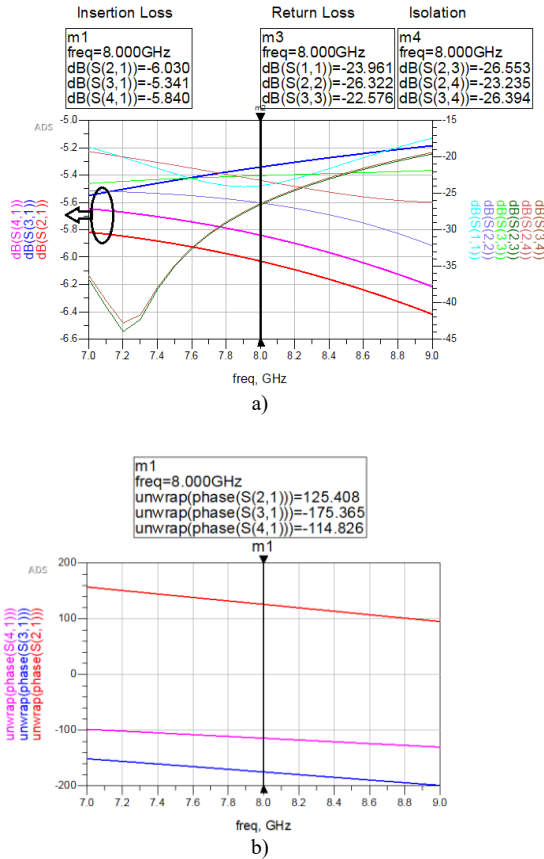 Insertion Loss Return Loss Isolation
m1
freq=8.000GHz
dB(S(2,1))=-6.030
dB(S(3,1))=-5.341
dB(S(4,1))=-5.840
m3
freq=8.000GHz
dB(S(1,1))=-23.961
dB(S(2,2))=-26.322
dB(S(3,3))=-22.576
m4
freq=8.000GHz
dB(S(2,3))=-26.553
dB(S(2,4))=-23.235
dB(S(3,4))=-26.394
ADS
-5.0
-5.2
-5.4
-5.6
-5.8
-6.0
-6.2
-6.4
-6.6
dB(S(4,1))
dB(S(3,1))
dB(S(2,1))
-15
-20
-25
-30
-35
-40
-45
dB(S(1,1))
dB(S(2,2))
dB(S(3,3))
dB(S(2,3))
dB(S(2,4))
dB(S(3,4))
7.0 7.2 7.4 7.6 7.8 8.0 8.2 8.4 8.6 8.8 9.0
freq, GHz
a)
m1
freq=8.000GHz
unwrap(phase(S(2,1)))=125.408
unwrap(phase(S(3,1)))=-175.365
unwrap(phase(S(4,1)))=-114.826
m1
ADS
200
100
0
-100
-200
unwrap(phase(S(4,1)))
unwrap(phase(S(3,1)))
unwrap(phase(S(2,1)))
7.0 7.2 7.4 7.6 7.8 8.0 8.2 8.4 8.6 8.8 9.0
freq, GHz
b)